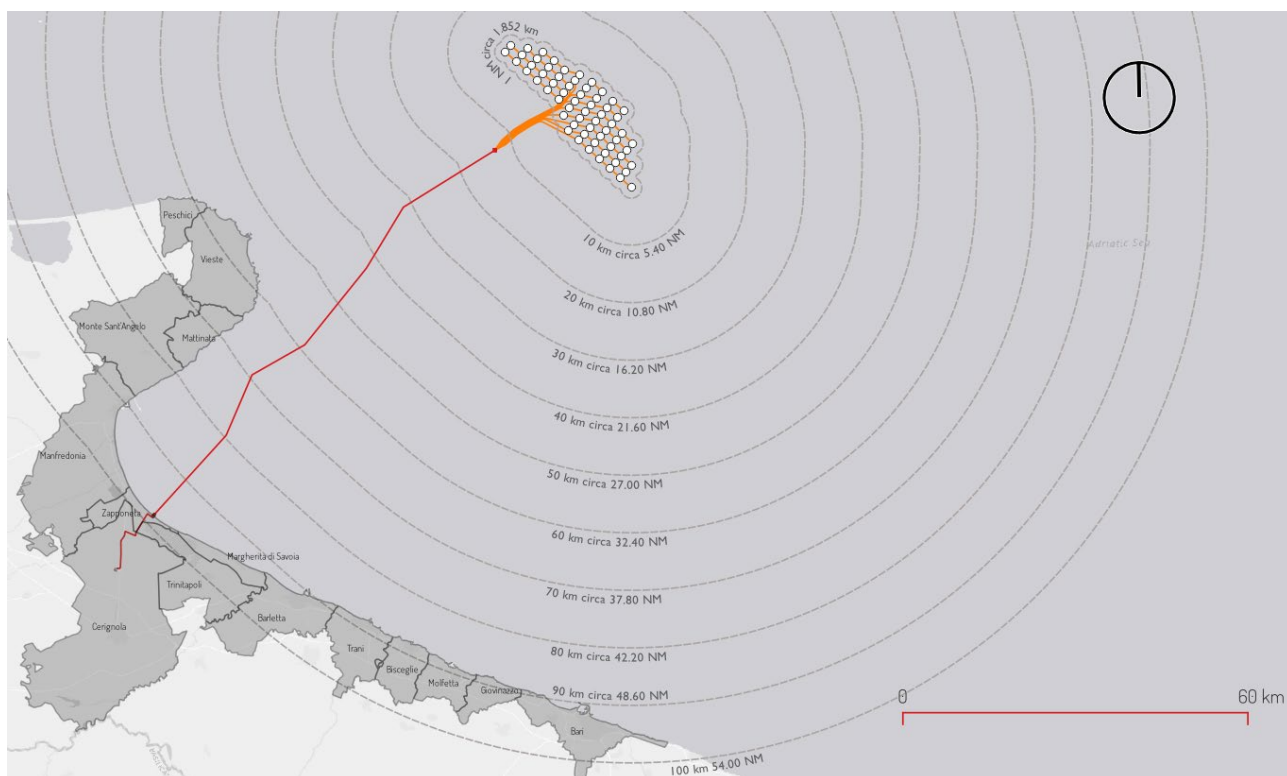 circa 1.852 km
1 NM
Peschici
Vieste
Adriatic Sea
10 km circa 5.40 NM
20 km circa 10.80 NM
Monte Sant'Angelo
Mattinata
30 km circa 16.20 NM
40 km circa 21.60 NM
Manfredonia
50 km circa 27.00 NM
Zapponeta
60 km circa 32.40 NM
Margherita di Savoia
Trinitapoli
70 km circa 37.80 NM
Cerignola
Barletta
Trani
80 km circa 42.20 NM
Bisceglie
Molfetta
Giovinazzo
90 km circa 48.60 NM
0
60 km
Bari
100 km 54.00 NM